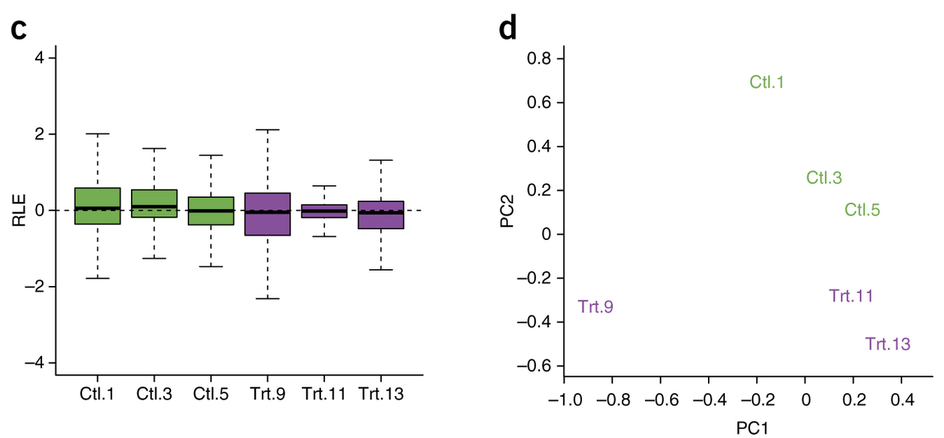 c
4
2
0
–2
–4
RLE
Ctl.1 Ctl.3 Ctl.5 Trt.9 Trt.11 Trt.13
d
0.8
0.6
0.4
0.2
0
–0.2
–0.4
–0.6
PC2
Ctl.1
Ctl.3
Ctl.5
Trt.11
Trt.9
Trt.13
–1.0 –0.8 –0.6 –0.4 –0.2 0 0.2 0.4
PC1